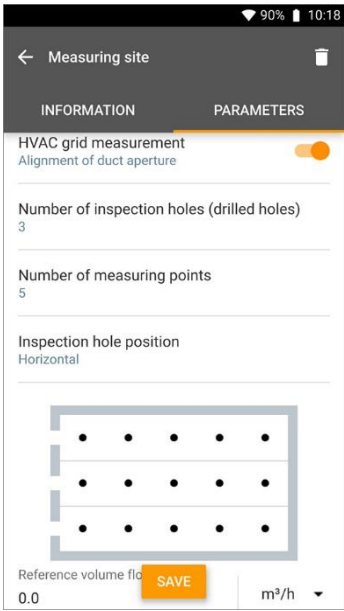 90% 10:18
Measuring site
INFORMATION PARAMETERS
HVAC grid measurement
Alignment of duct aperture
Number of inspection holes (drilled holes)
3
Number of measuring points
5
Inspection hole position
Horizontal
Reference volume flo
SAVE
0.0 m³/h